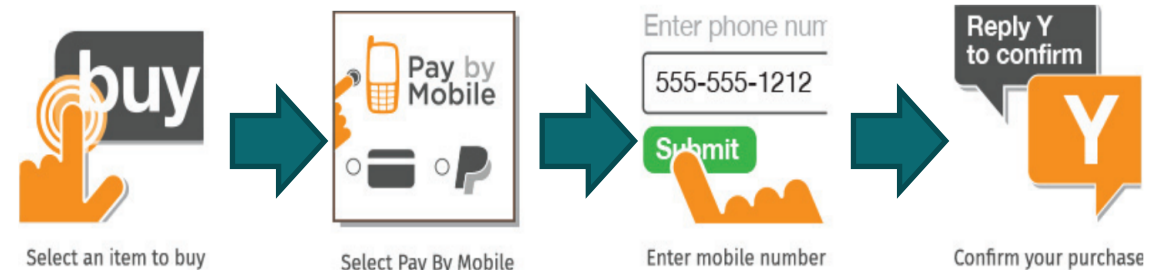 buy
Select an item to buy
Pay by
Mobile
Select Pay By Mobile
Enter phone num
555-555-1212
Submit
Enter mobile number
Reply Y
to confirm
Y
Confirm your purchase